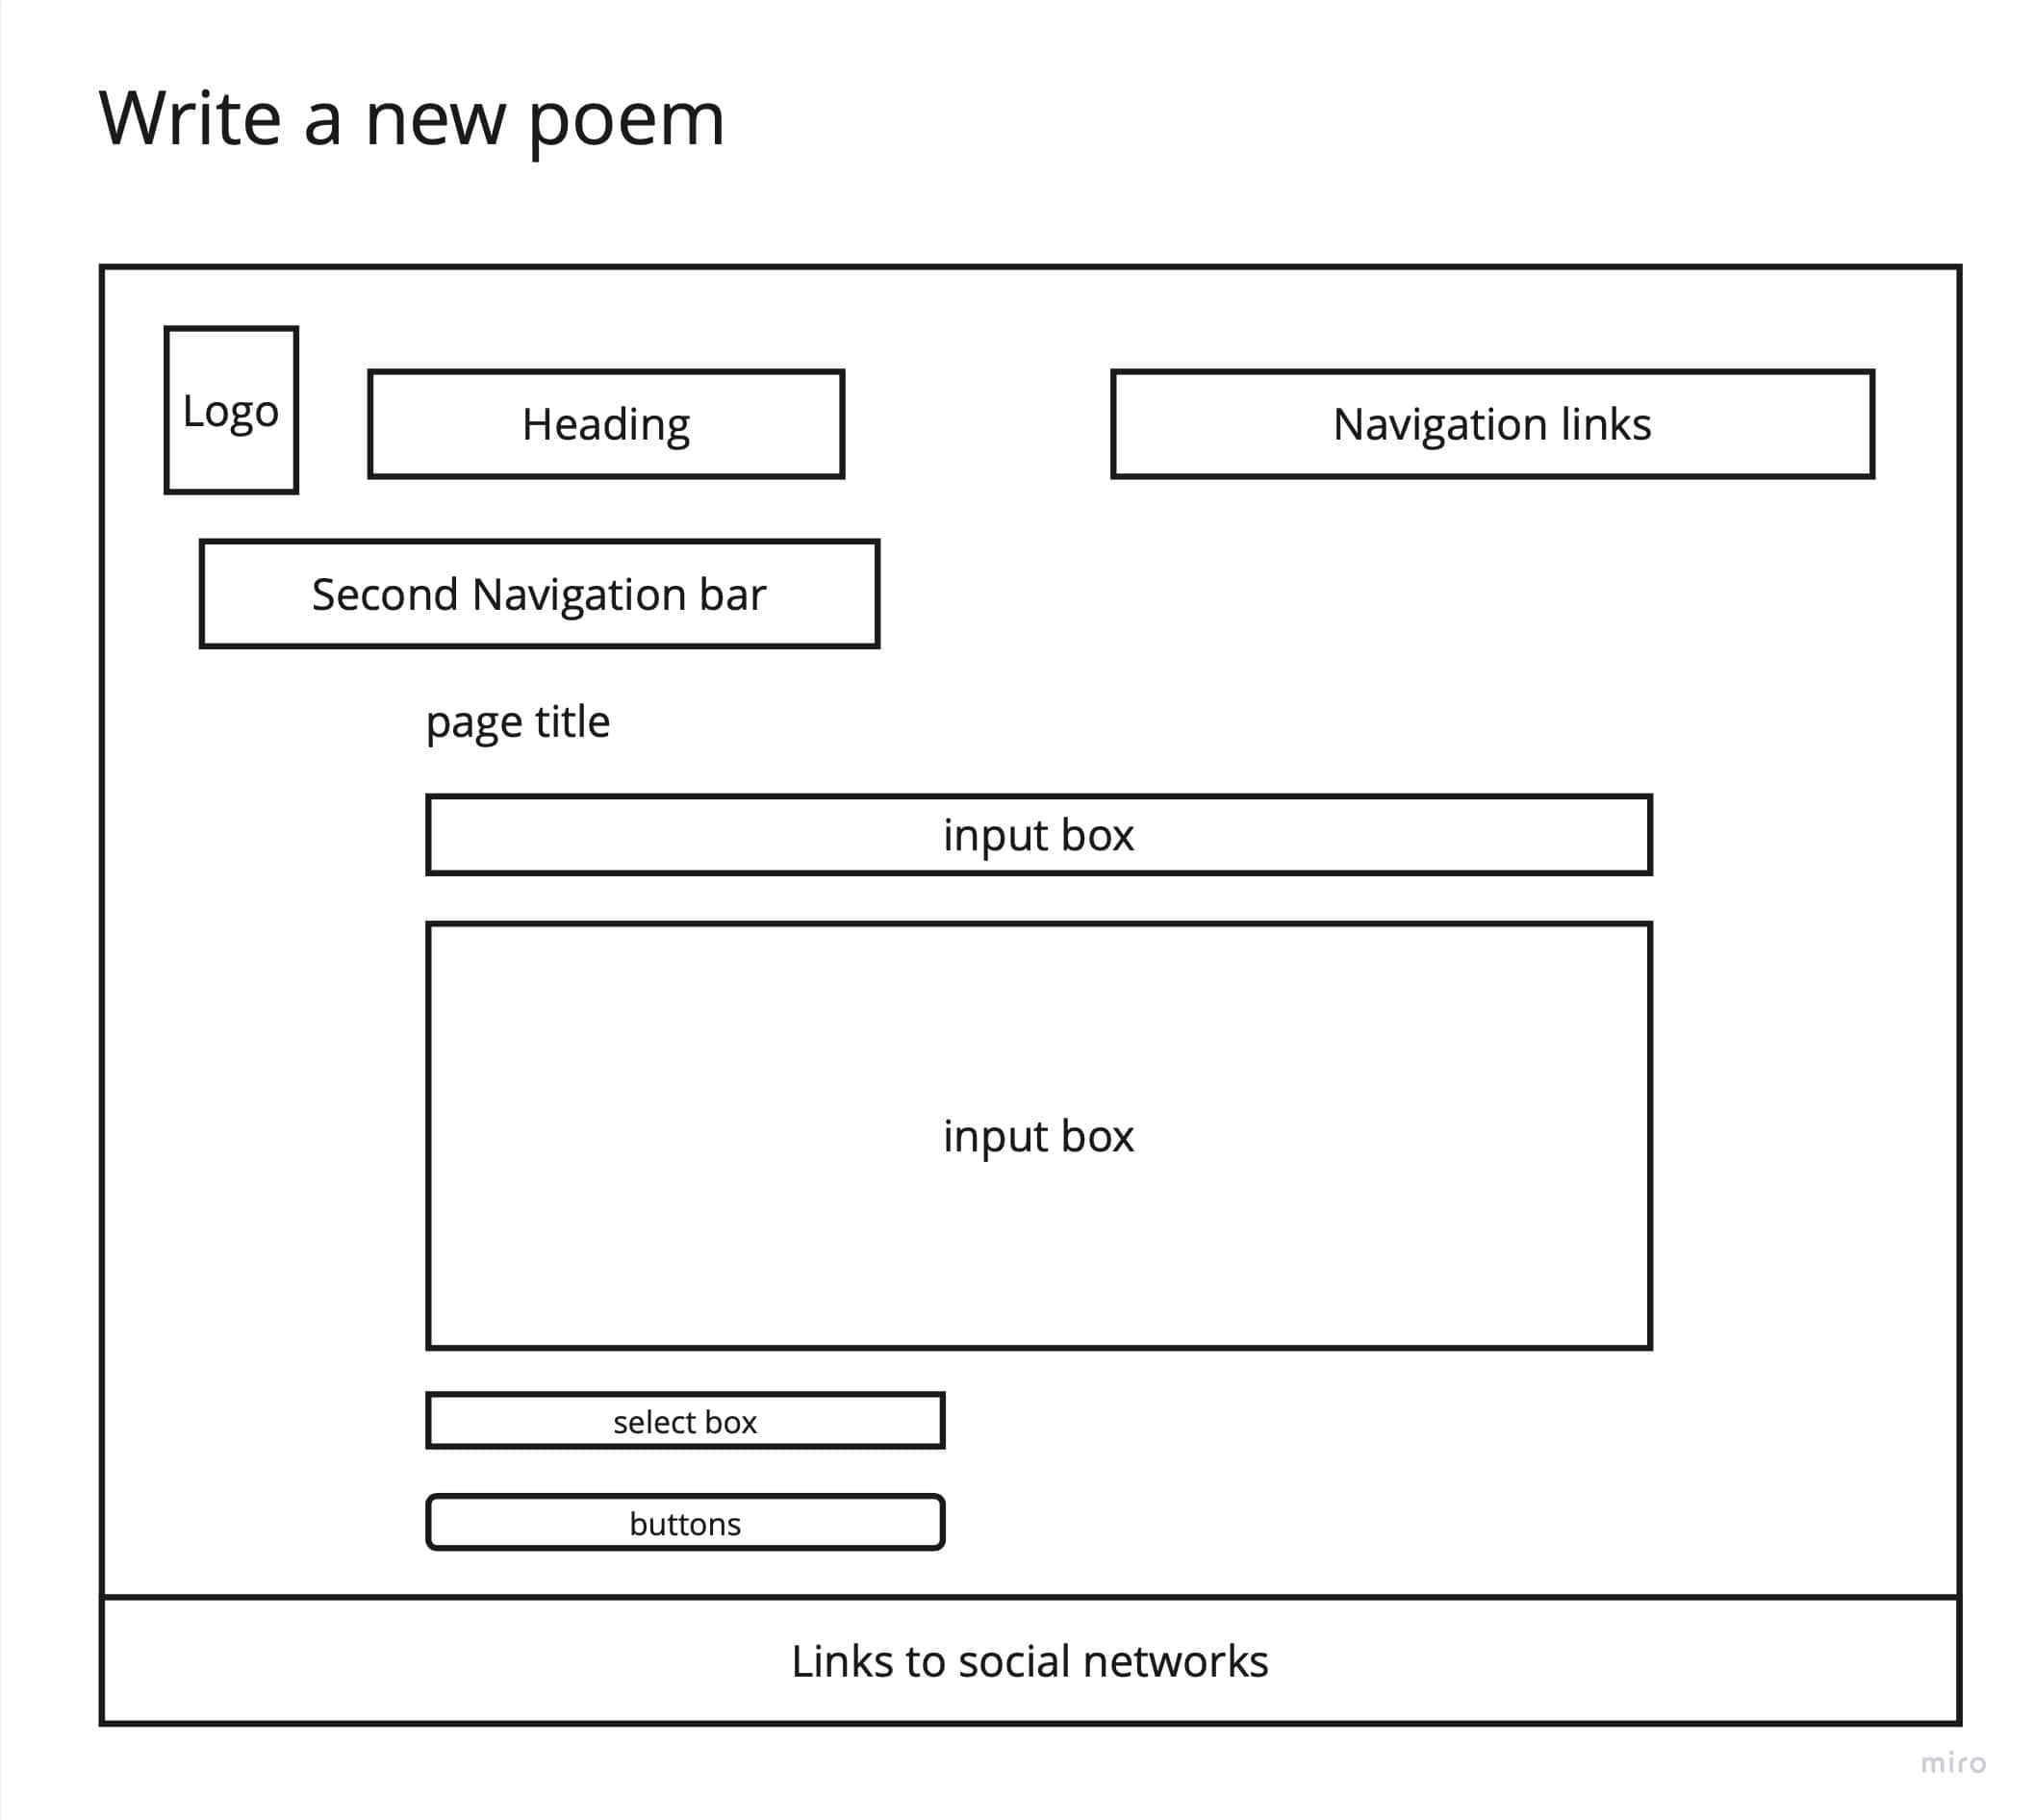 Write a new poem
Logo
Heading
Navigation links
Second Navigation bar
page title
input box
input box
select box
buttons
Links to social networks
miro